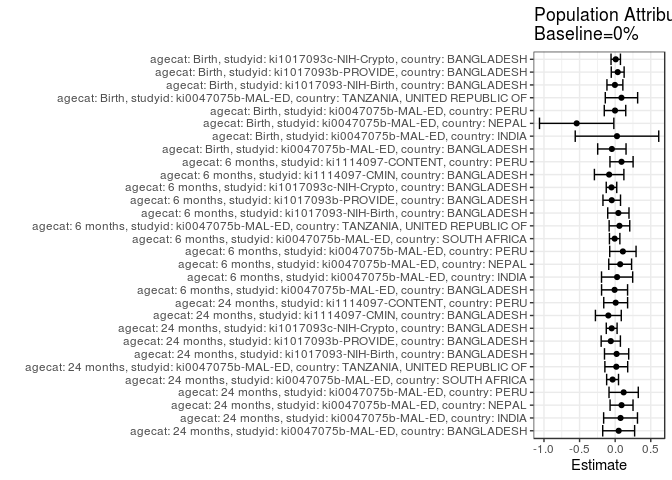 Population Attribu
Baseline=0%
agecat: Birth, studyid: ki1017093c-NIH-Crypto, country: BANGLADESH
agecat: Birth, studyid: ki1017093b-PROVIDE, country: BANGLADESH
agecat: Birth, studyid: ki1017093-NIH-Birth, country: BANGLADESH
agecat: Birth, studyid: ki0047075b-MAL-ED, country: TANZANIA, UNITED REPUBLIC OF
agecat: Birth, studyid: ki0047075b-MAL-ED, country: PERU
agecat: Birth, studyid: ki0047075b-MAL-ED, country: NEPAL
agecat: Birth, studyid: ki0047075b-MAL-ED, country: INDIA
agecat: Birth, studyid: ki0047075b-MAL-ED, country: BANGLADESH
agecat: 6 months, studyid: ki1114097-CONTENT, country: PERU
agecat: 6 months, studyid: ki1114097-CMIN, country: BANGLADESH
agecat: 6 months, studyid: ki1017093c-NIH-Crypto, country: BANGLADESH
agecat: 6 months, studyid: ki1017093b-PROVIDE, country: BANGLADESH
agecat: 6 months, studyid: ki1017093-NIH-Birth, country: BANGLADESH
agecat: 6 months, studyid: ki0047075b-MAL-ED, country: TANZANIA, UNITED REPUBLIC OF
agecat: 6 months, studyid: ki0047075b-MAL-ED, country: SOUTH AFRICA
agecat: 6 months, studyid: ki0047075b-MAL-ED, country: PERU
agecat: 6 months, studyid: ki0047075b-MAL-ED, country: NEPAL
agecat: 6 months, studyid: ki0047075b-MAL-ED, country: INDIA
agecat: 6 months, studyid: ki0047075b-MAL-ED, country: BANGLADESH
agecat: 24 months, studyid: ki1114097-CONTENT, country: PERU
agecat: 24 months, studyid: ki1114097-CMIN, country: BANGLADESH
agecat: 24 months, studyid: ki1017093c-NIH-Crypto, country: BANGLADESH
agecat: 24 months, studyid: ki1017093b-PROVIDE, country: BANGLADESH
agecat: 24 months, studyid: ki1017093-NIH-Birth, country: BANGLADESH
agecat: 24 months, studyid: ki0047075b-MAL-ED, country: TANZANIA, UNITED REPUBLIC OF
agecat: 24 months, studyid: ki0047075b-MAL-ED, country: SOUTH AFRICA
agecat: 24 months, studyid: ki0047075b-MAL-ED, country: PERU
agecat: 24 months, studyid: ki0047075b-MAL-ED, country: NEPAL
agecat: 24 months, studyid: ki0047075b-MAL-ED, country: INDIA
agecat: 24 months, studyid: ki0047075b-MAL-ED, country: BANGLADESH
-1.0 -0.5 0.0 0.5
Estimate